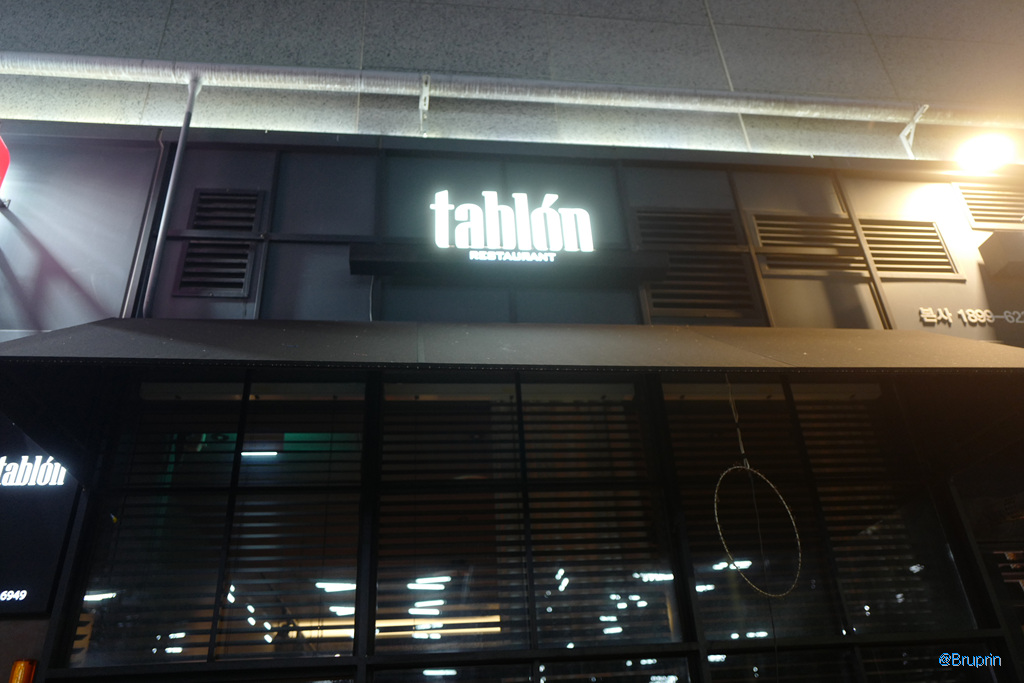 tablón
RESTAURANT
본사 1899-62
tablón
6949
@Bruprin